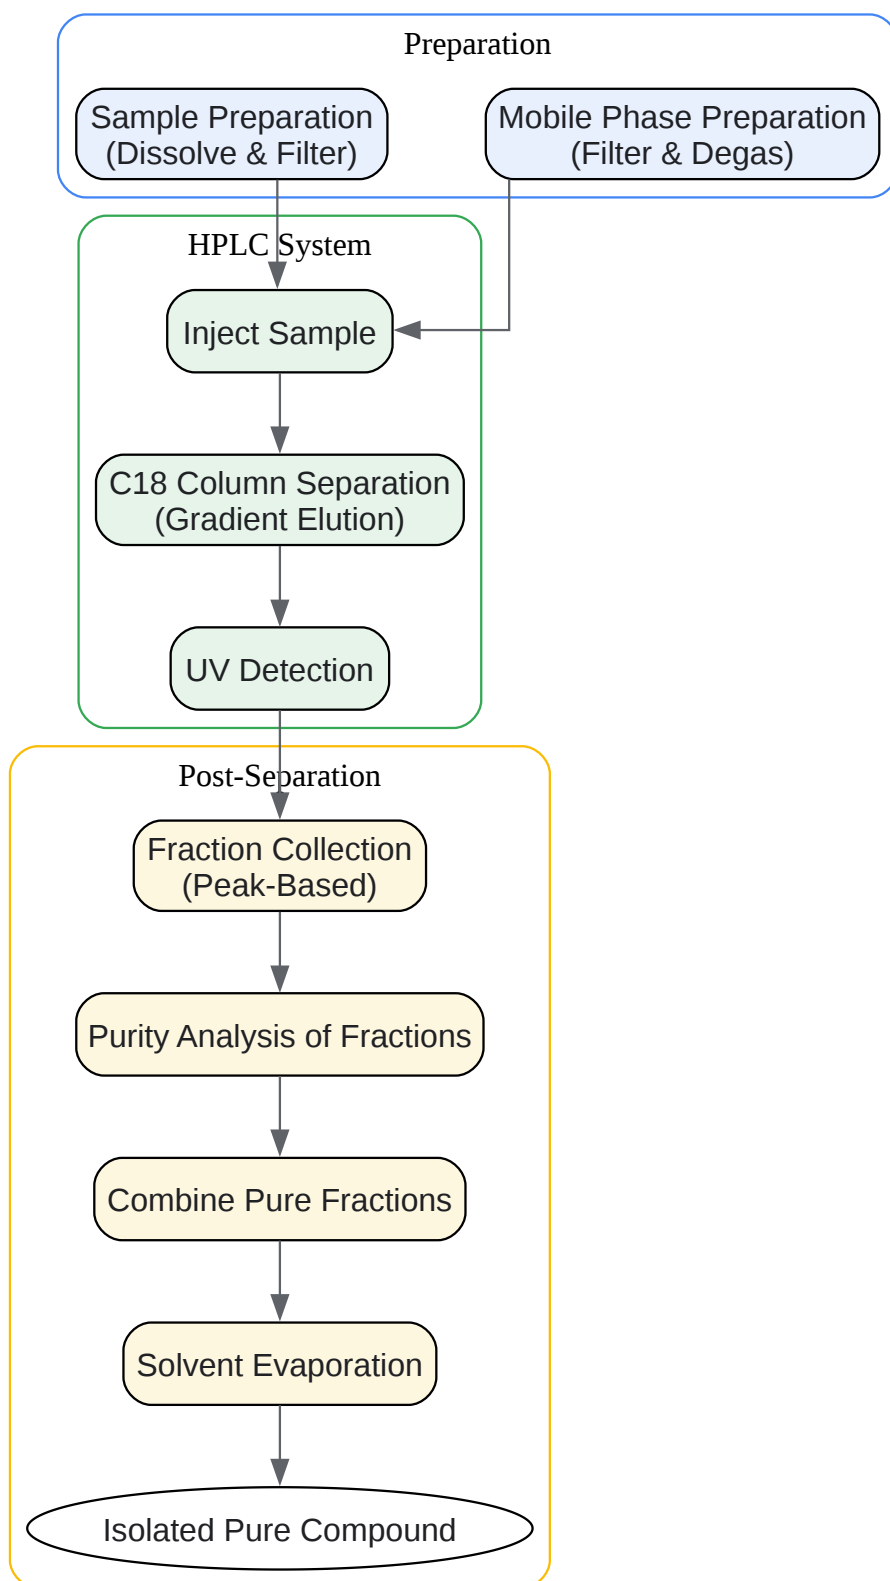 Preparation
Sample Preparation
(Dissolve & Filter)
Mobile Phase Preparation
(Filter & Degas)
HPLC System
Inject Sample
C18 Column Separation
(Gradient Elution)
UV Detection
Post-Separation
Fraction Collection
(Peak-Based)
Purity Analysis of Fractions
Combine Pure Fractions
Solvent Evaporation
Isolated Pure Compound